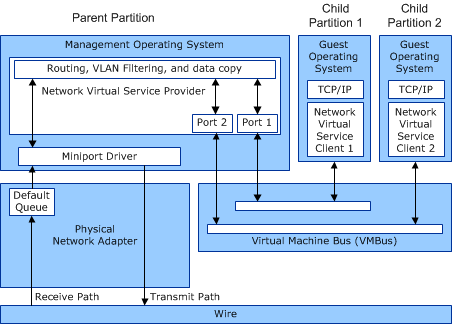 Parent Partition
Child
Partition 1
Child
Partition 2
Management Operating System
Routing, VLAN Filtering, and data copy
Network Virtual Service Provider
Port 2
Port 1
Miniport Driver
Guest
Operating
System
TCP/IP
Network
Virtual
Service
Client 1
Guest
Operating
System
TCP/IP
Network
Virtual
Service
Client 2
Default
Queue
Physical
Network Adapter
Virtual Machine Bus (VMBus)
Receive Path
Transmit Path
Wire